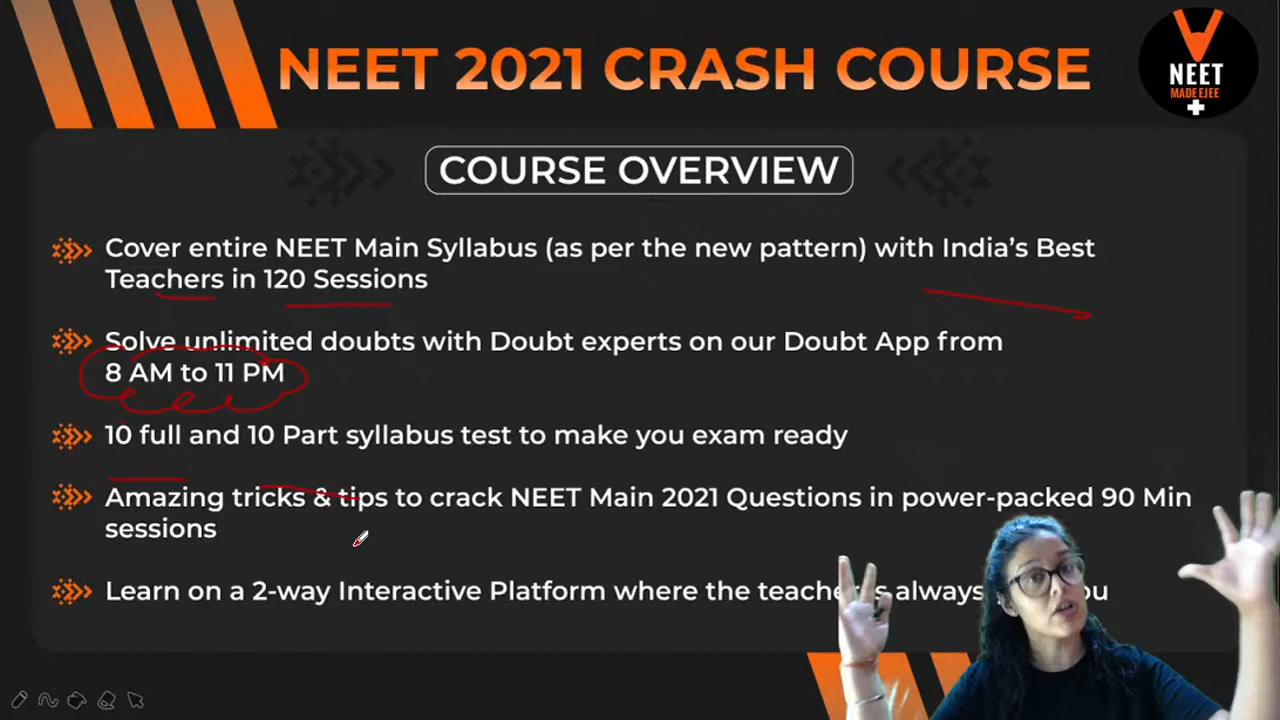 NEET 2021 CRASH COURSE
V
NEET
MADE EJEE
COURSE OVERVIEW
Cover entire NEET Main Syllabus (as per the new pattern) with India's Best
Teachers in 120 Sessions
Solve unlimited doubts with Doubt experts on our Doubt App from
8 AM to 11 PM
10 full and 10 Part syllabus test to make you exam ready
Amazing tricks & tips to crack NEET Main 2021 Questions in power-packed 90 Min
sessions
Learn on a 2-way Interactive Platform where the always